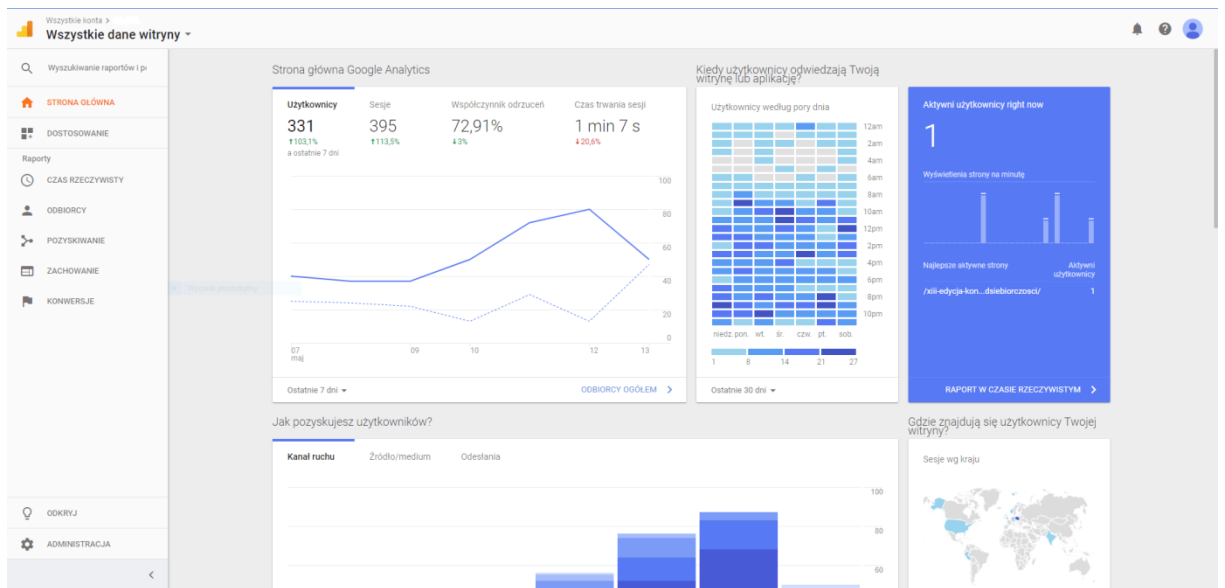 Wszystkie konta >
Wszystkie dane witryny
Wyszukiwanie raportów i p
STRONA GŁÓWNA
DOSTOSOWANIE
Raporty
CZAS RZECZYWISTY
ODBIORCY
POZYSKIWANIE
ZACHOWANIE
KONWERSJE
ODKRYJ
ADMINISTRACJA
Strona główna Google Analytics
Użytkownicy
331
103,1%
a ostatnie 7 dni
Sesje
395
113,5%
Współczynnik odrzuceń
72,91%
3%
Czas trwania sesji
1 min 7 s
20,6%
100
80
60
40
20
0
07 09 10 12 13
maj
Ostatnie 7 dni
ODBIORCY OGÓŁEM >
Kiedy użytkownicy odwiedzają Twoją
witrynę lub aplikację?
Użytkownicy według pory dnia
12am
2am
4am
6am
8am
10am
12pm
2pm
4pm
6pm
8pm
10pm
niedz. pon. wt. śr. czw. pt. sob.
1 8 14 21 27
Ostatnie 30 dni
Aktywni użytkownicy right now
1
Wyświetlenia strony na minutę
Najlepsze aktywne strony
Aktywni
użytkownicy
/xiii-edycja-kon...dsiebiorczosci/ 1
RAPORT W CZASIE RZECZYWISTYM >
Jak pozyskujesz użytkowników?
Kanał ruchu
Źródło/medium
Odesłania
100
80
60
Gdzie znajdują się użytkownicy Twojej
witryny?
Sesje wg kraju